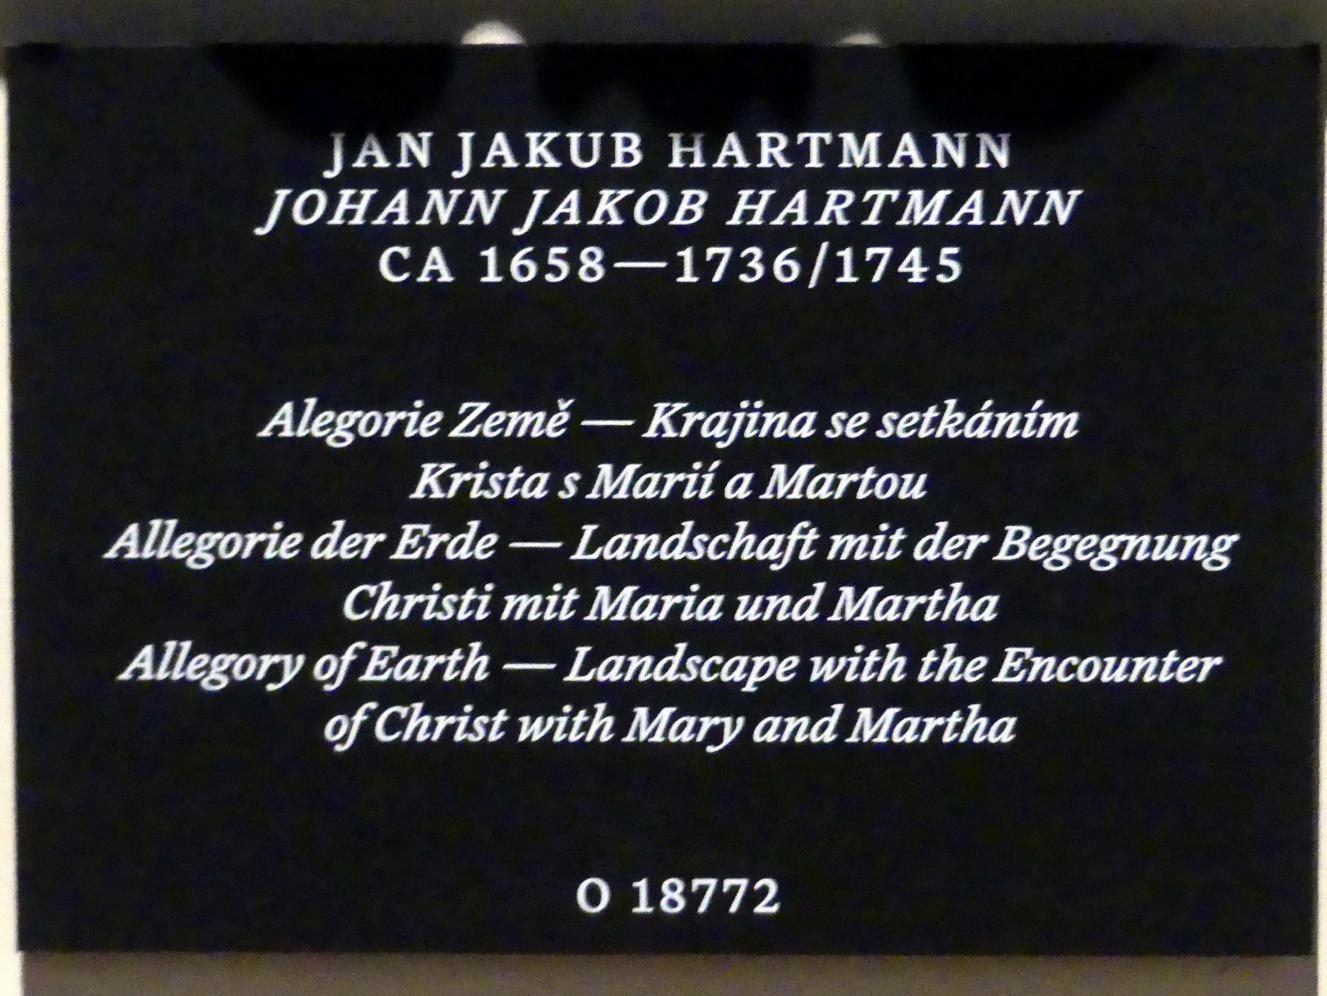 JAN JAKUB HARTMANN
JOHANN JAKOB HARTMANN
CA 1658—1736/1745
Alegorie Země — Krajina se setkáním
Krista s Marií a Martou
Allegorie der Erde — Landschaft mit der Begegnung
Christi mit Maria und Martha
Allegory of Earth — Landscape with the Encounter
of Christ with Mary and Martha
O 18772